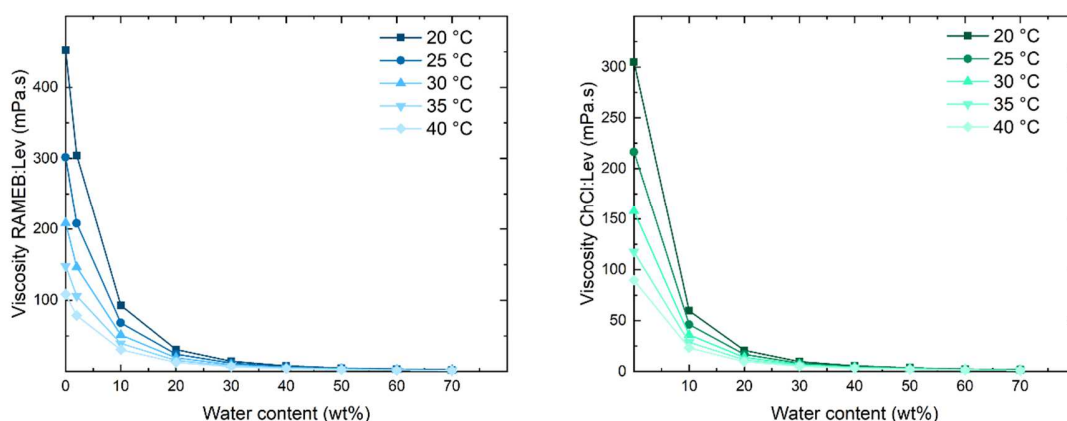 Viscosity RAMEB:Lev (mPa.s)
400
300
200
100
0
10
20
30
40
50
60
70
Water content (wt%)
20 °C
25 °C
30 °C
35 °C
40 °C
Viscosity ChCl:Lev (mPa.s)
300
250
200
150
100
50
0
10
20
30
40
50
60
70
Water content (wt%)
20 °C
25 °C
30 °C
35 °C
40 °C